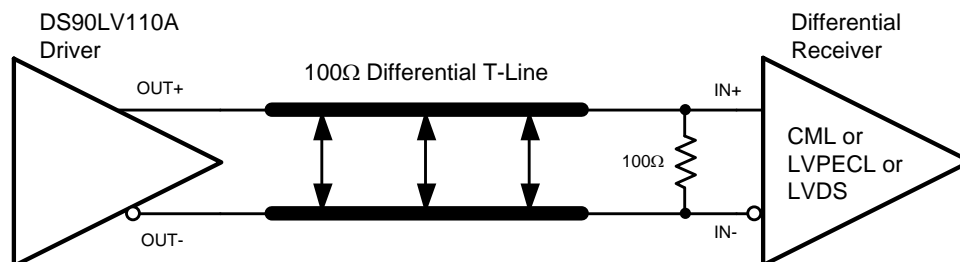 DS90LV110A
Driver
Differential
Receiver
100Ω Differential T-Line
OUT+
IN+
CML or
LVPECL or
LVDS
100Ω
OUT-
IN-